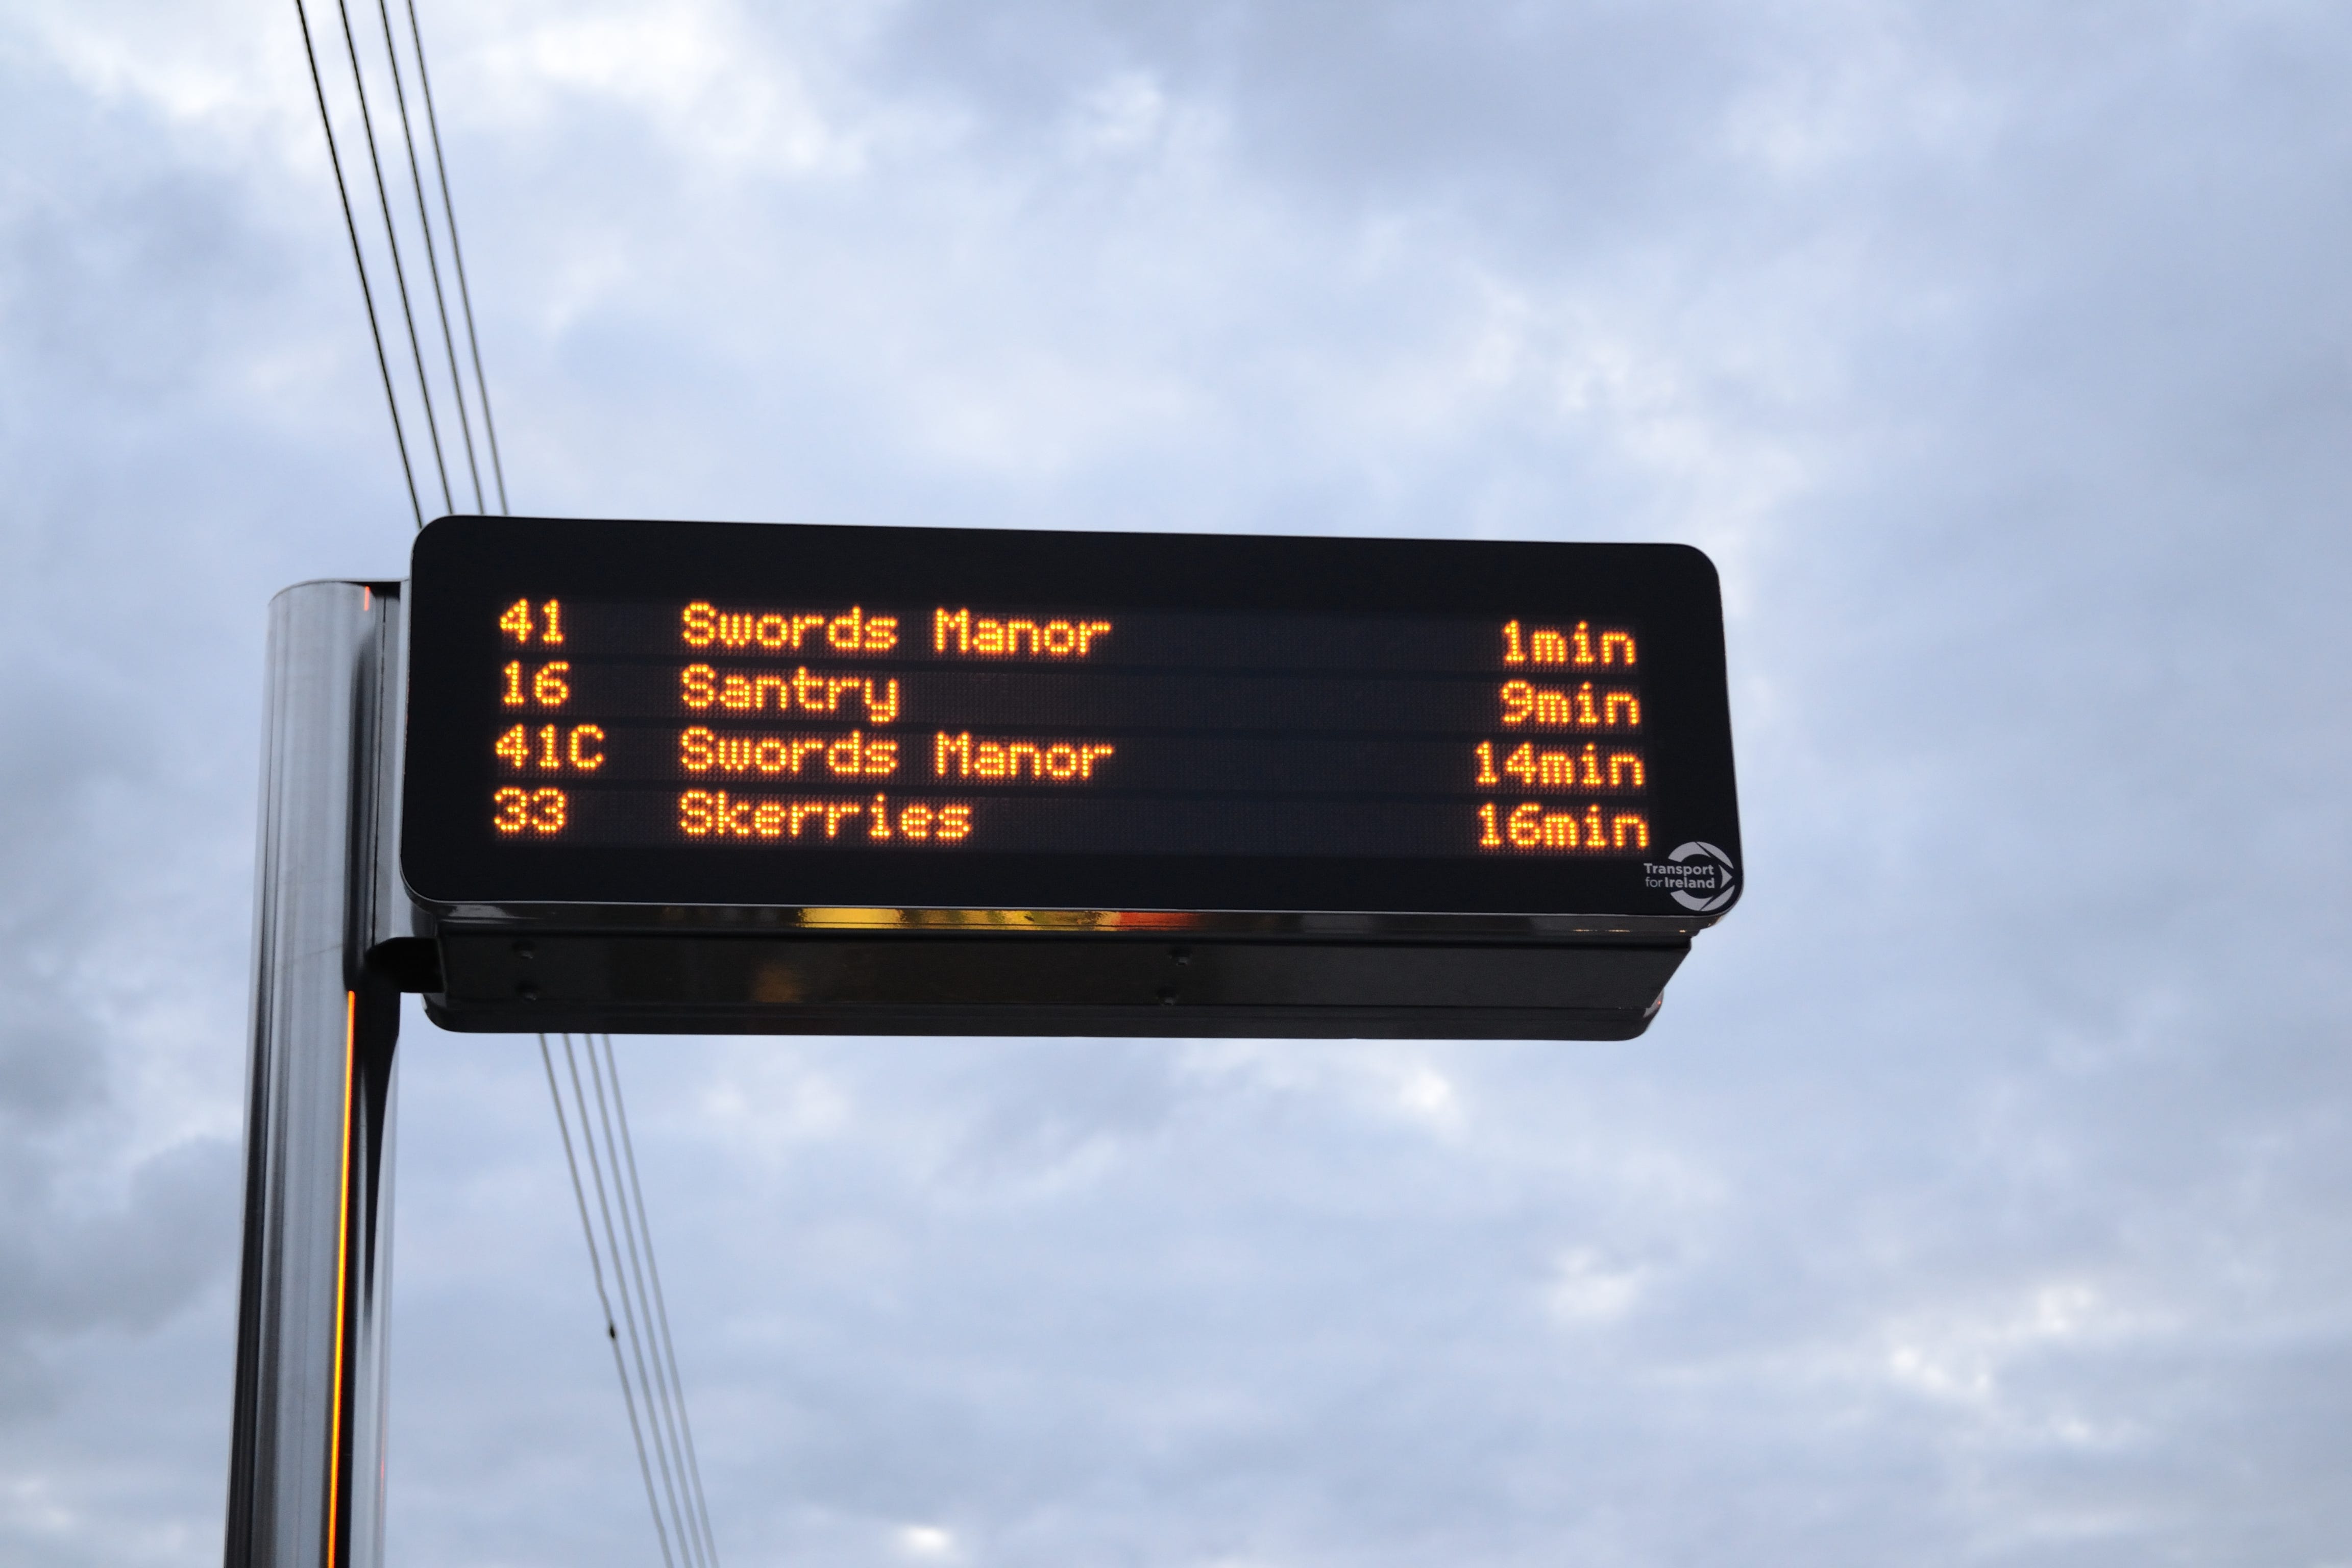 41 Swords Manor 1min
16 Santry 9min
41C Swords Manor 14min
33 Skerries 16min
Transport
for Ireland